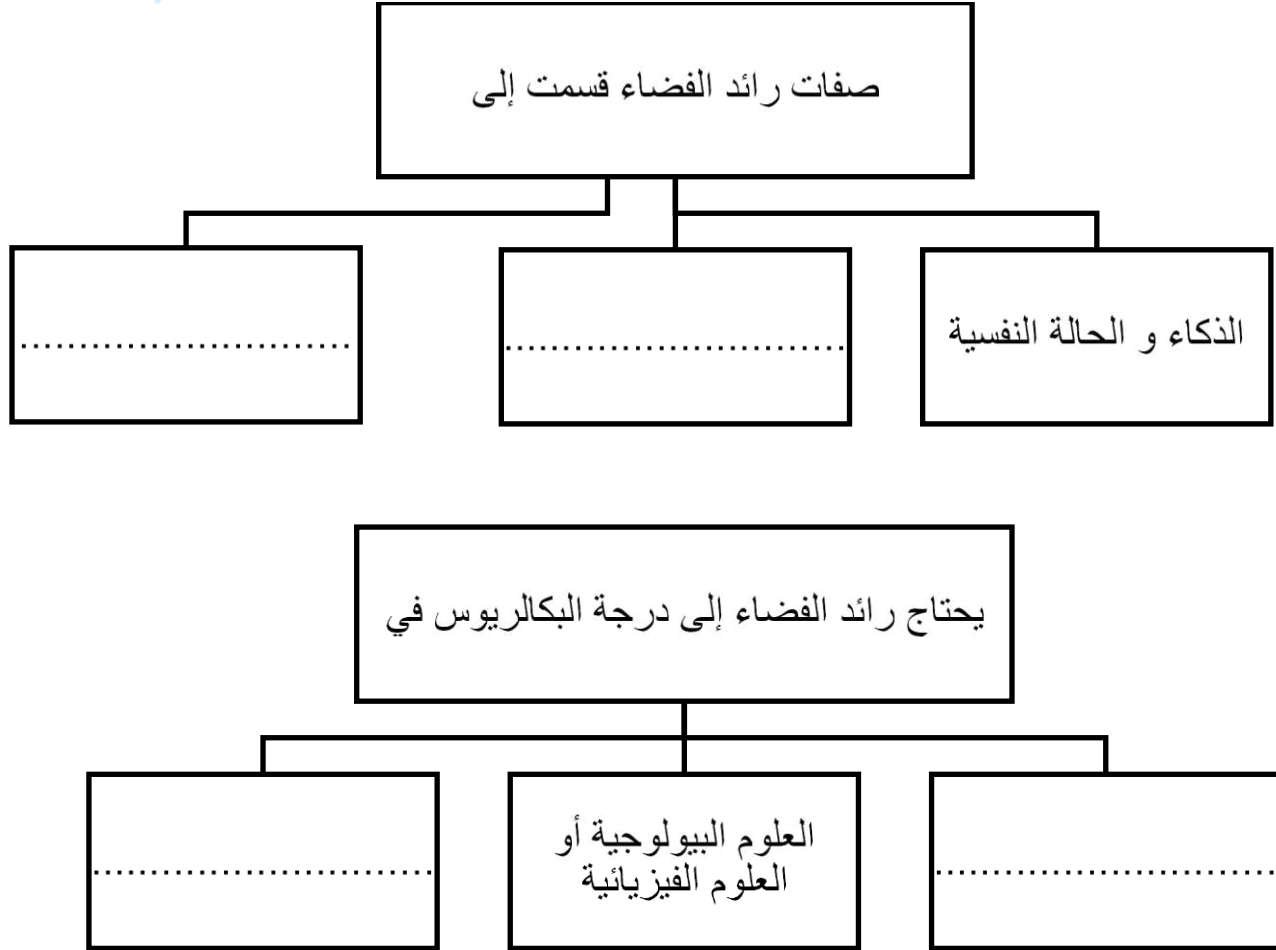 صفات رائد الفضاء قسمت إلى
الذكاء و الحالة النفسية
..............................
..............................
يحتاج رائد الفضاء إلى درجة البكالريوس في
..............................
العلوم البيولوجية أو
العلوم الفيزيائية
..............................